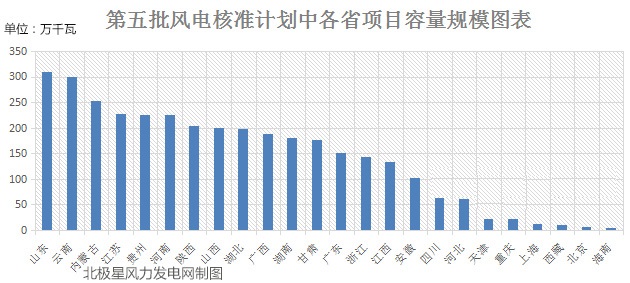 第五批风电核准计划中各省项目容量规模图表
单位：万千瓦
350
300
250
200
150
100
50
0
山东 云南 内蒙古 江苏 贵州 河南 陕西 山西 湖北 广西 湖南 甘肃 广东 浙江 江西 安徽 四川 河北 天津 重庆 上海 西藏 北京 海南
北极星风力发电网制图